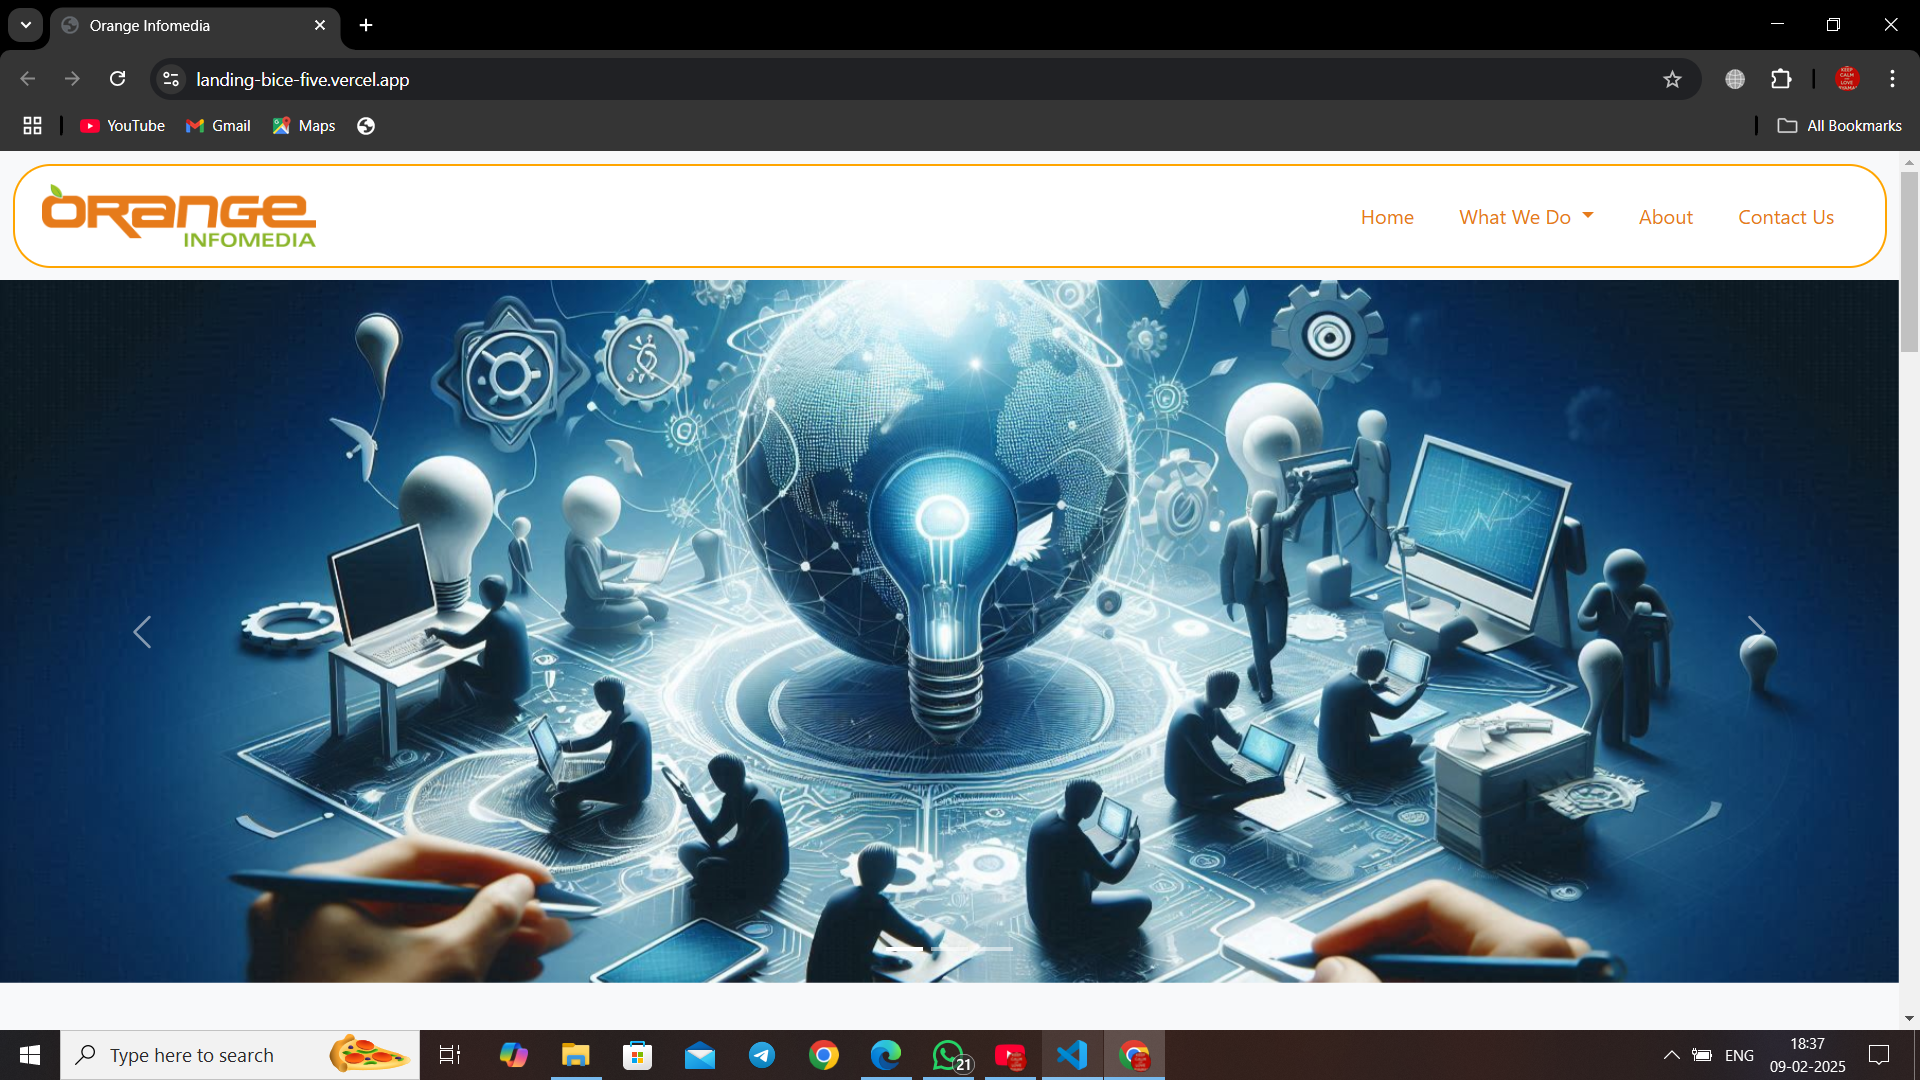 Orange Infomedia
landing-bice-five.vercel.app
YouTube
Gmail
Maps
All Bookmarks
ORANGE
INFOMEDIA
Home
What We Do
About
Contact Us
Type here to search
21
ENG
18:37
09-02-2025